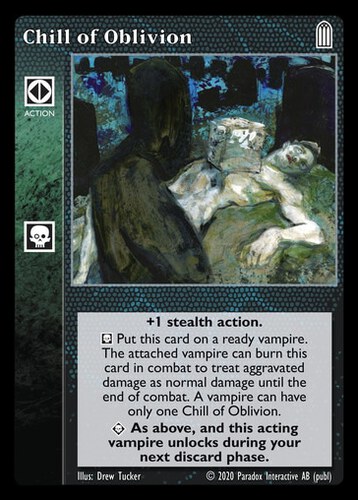 Chill of Oblivion
ACTION
+1 stealth action.
Put this card on a ready vampire.
The attached vampire can burn this
card in combat to treat aggravated
damage as normal damage until the
end of combat. A vampire can have
only one Chill of Oblivion.
As above, and this acting
vampire unlocks during your
next discard phase.
Illus: Drew Tucker © 2020 Paradox Interactive AB (publ)